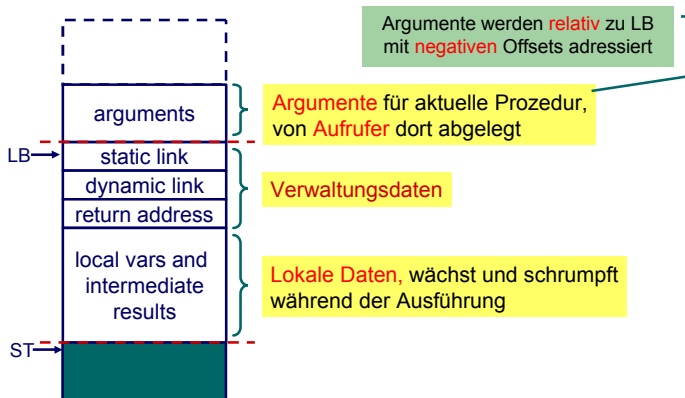 Argumente werden relativ zu LB
mit negativen Offsets adressiert
arguments
Argumente für aktuelle Prozedur,
von Aufrufer dort abgelegt
LB
static link
dynamic link
return address
Verwaltungsdaten
local vars and
intermediate
results
Lokale Daten, wächst und schrumpft
während der Ausführung
ST